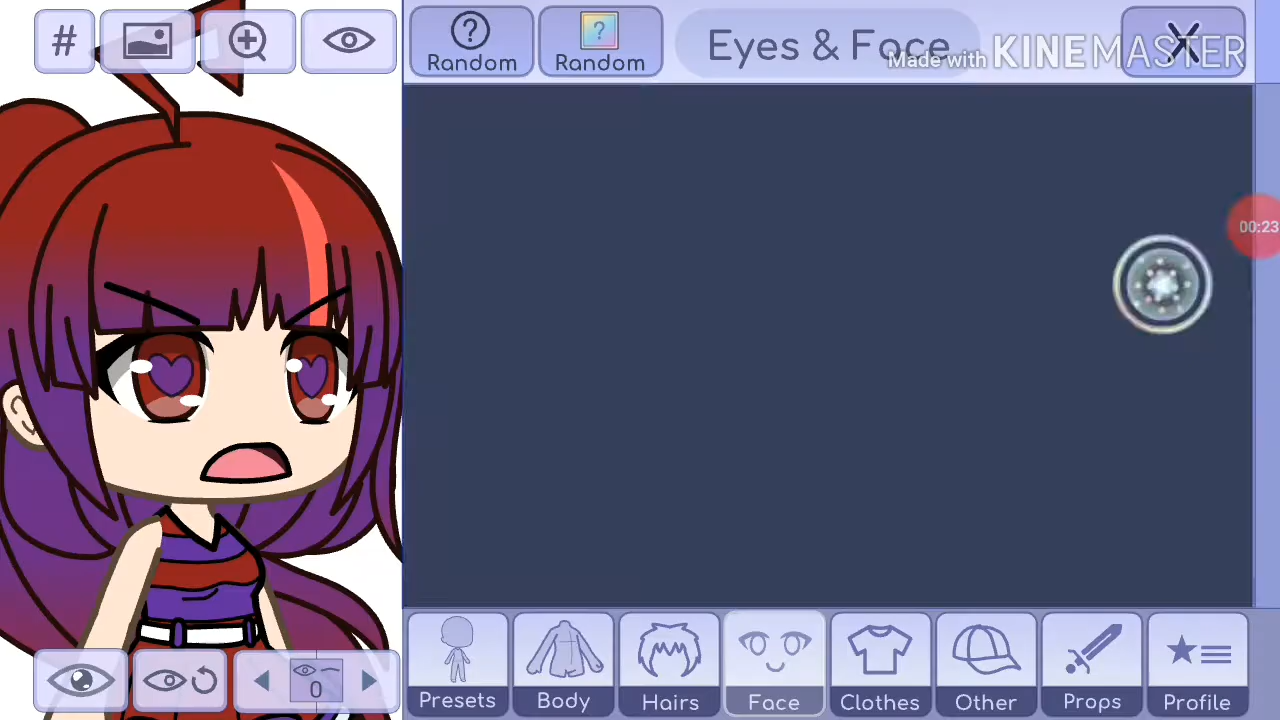 #
? Random
? Random
Eyes & Face
X
Made with KINEMASTER
00:23
0
Presets
Body
Hairs
Face
Clothes
Other
Props
Profile